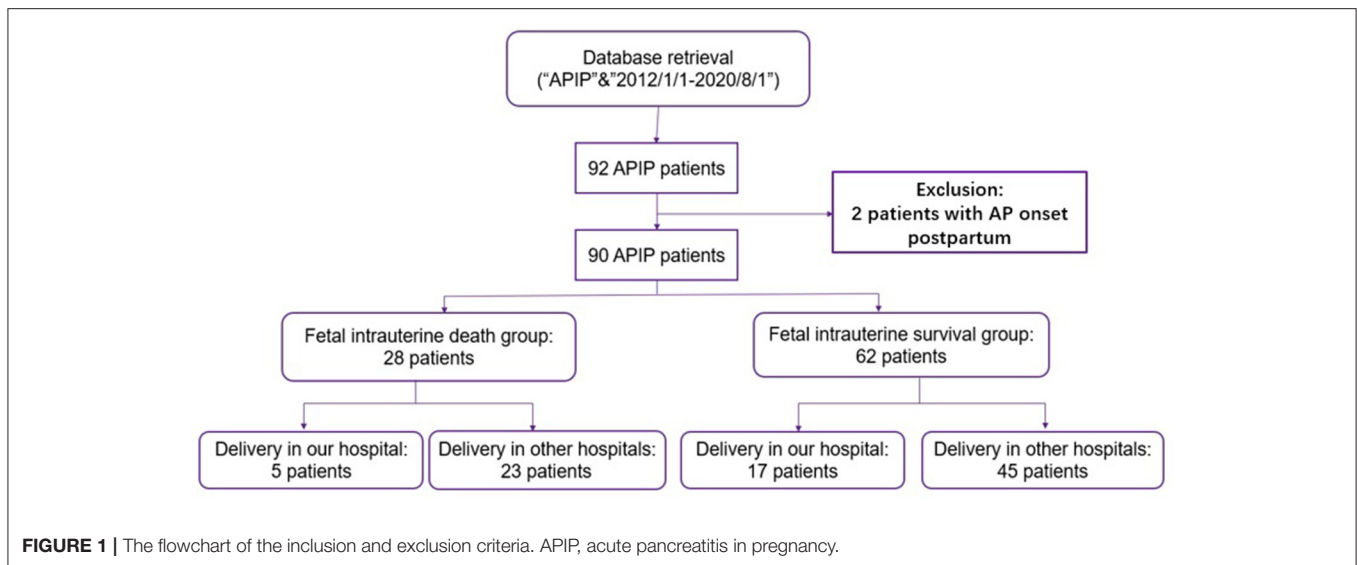 Database retrieval
(“APIP”&”2012/1/1-2020/8/1”)
92 APIP patients
Exclusion:
2 patients with AP onset
postpartum
90 APIP patients
Fetal intrauterine death group:
28 patients
Fetal intrauterine survival group:
62 patients
Delivery in our hospital:
5 patients
Delivery in other hospitals:
23 patients
Delivery in our hospital:
17 patients
Delivery in other hospitals:
45 patients
FIGURE 1 | The flowchart of the inclusion and exclusion criteria. APIP, acute pancreatitis in pregnancy.